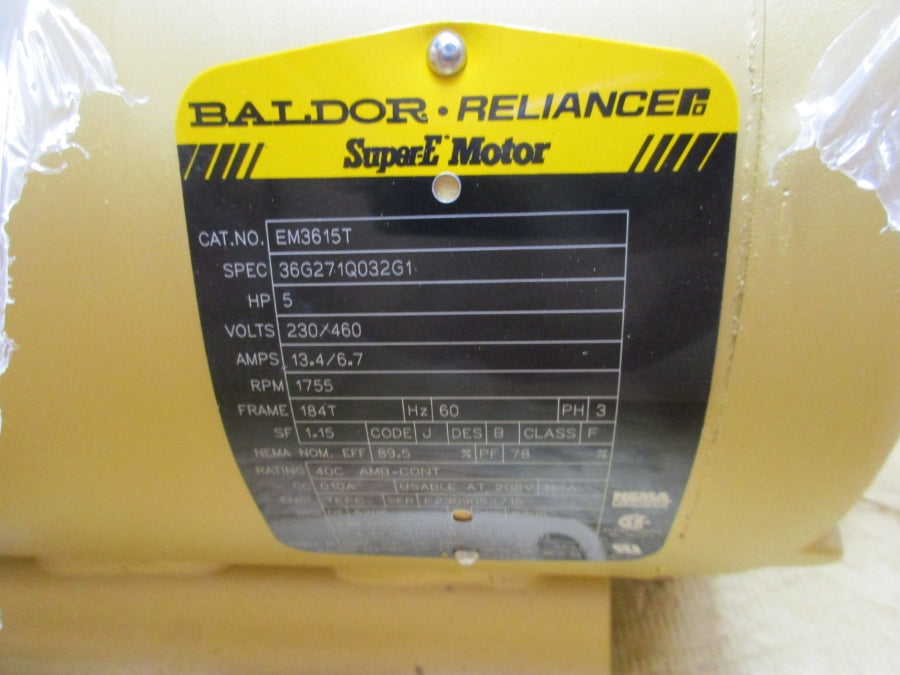 BALDOR • RELIANCE
Super-E Motor
CAT.NO. EM3615T
SPEC 36G271Q032G1
HP 5
VOLTS 230/460
AMPS 13.4/6.7
RPM 1755
FRAME 184T Hz 60 PH 3
SF 1.15 CODE J DES B CLASS F
NEMA NOM. EFF 89.5 % PF 78 %
RATING 40C AMB-CONT
CC 010A USABLE AT 208V N/A
ENCL TEFC SER
NEMA